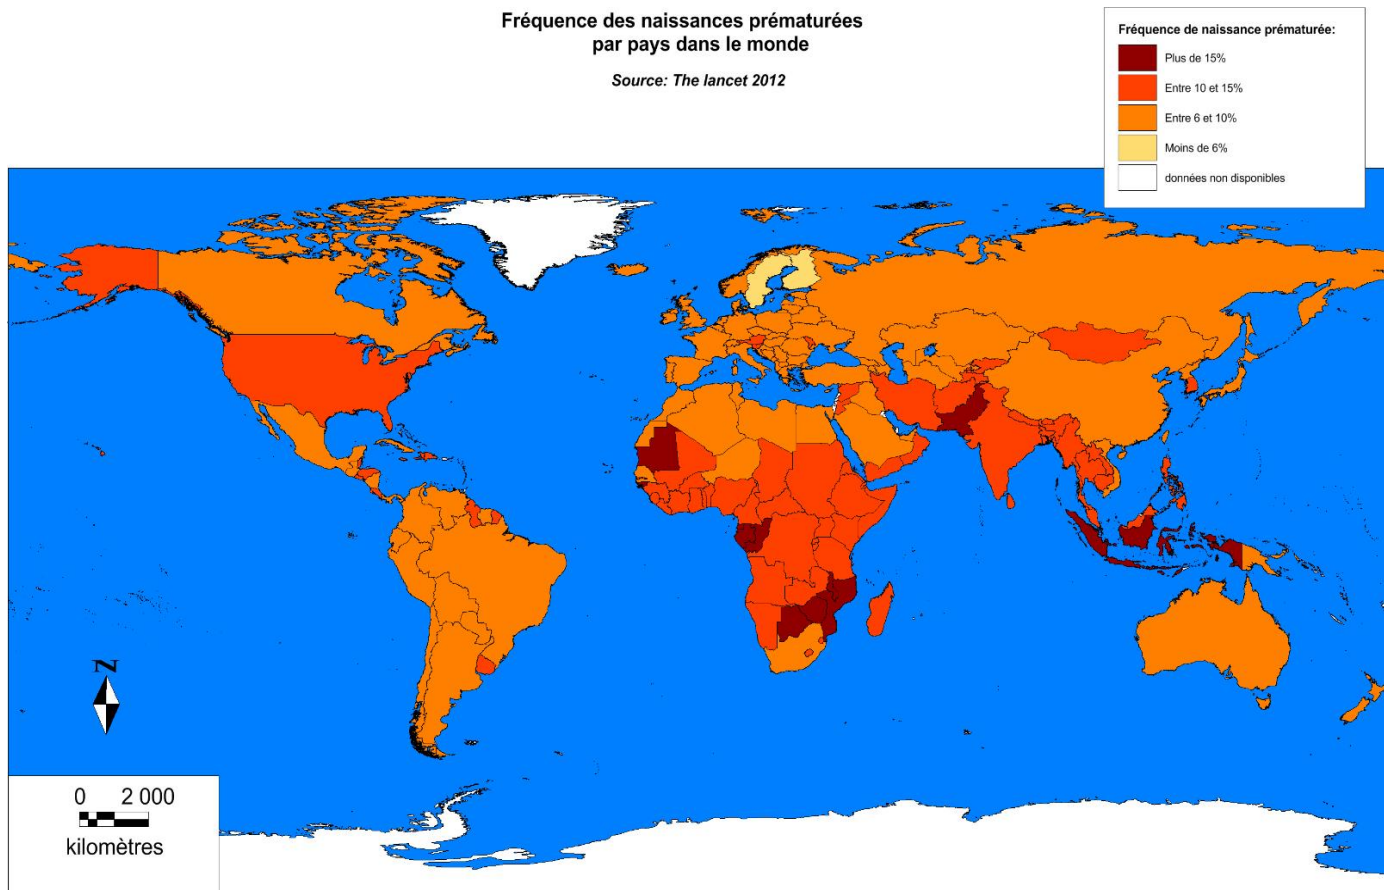 Fréquence des naissances prématurées
par pays dans le monde
Source: The lancet 2012
Fréquence de naissance prématurée:
Plus de 15%
Entre 10 et 15%
Entre 6 et 10%
Moins de 6%
données non disponibles
N
0 2 000
kilomètres